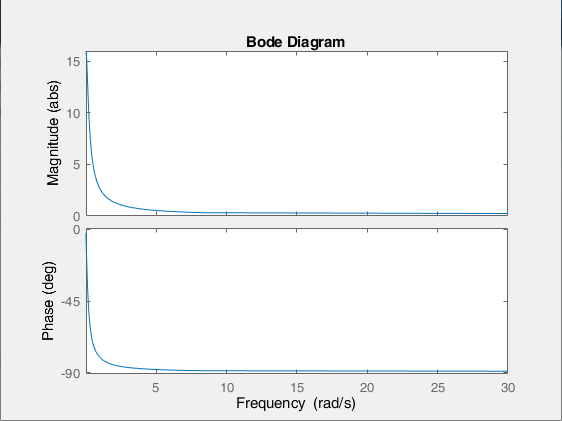 Bode Diagram
Magnitude (abs)
15
10
5
0
Phase (deg)
0
-45
-90
5 10 15 20 25 30
Frequency (rad/s)